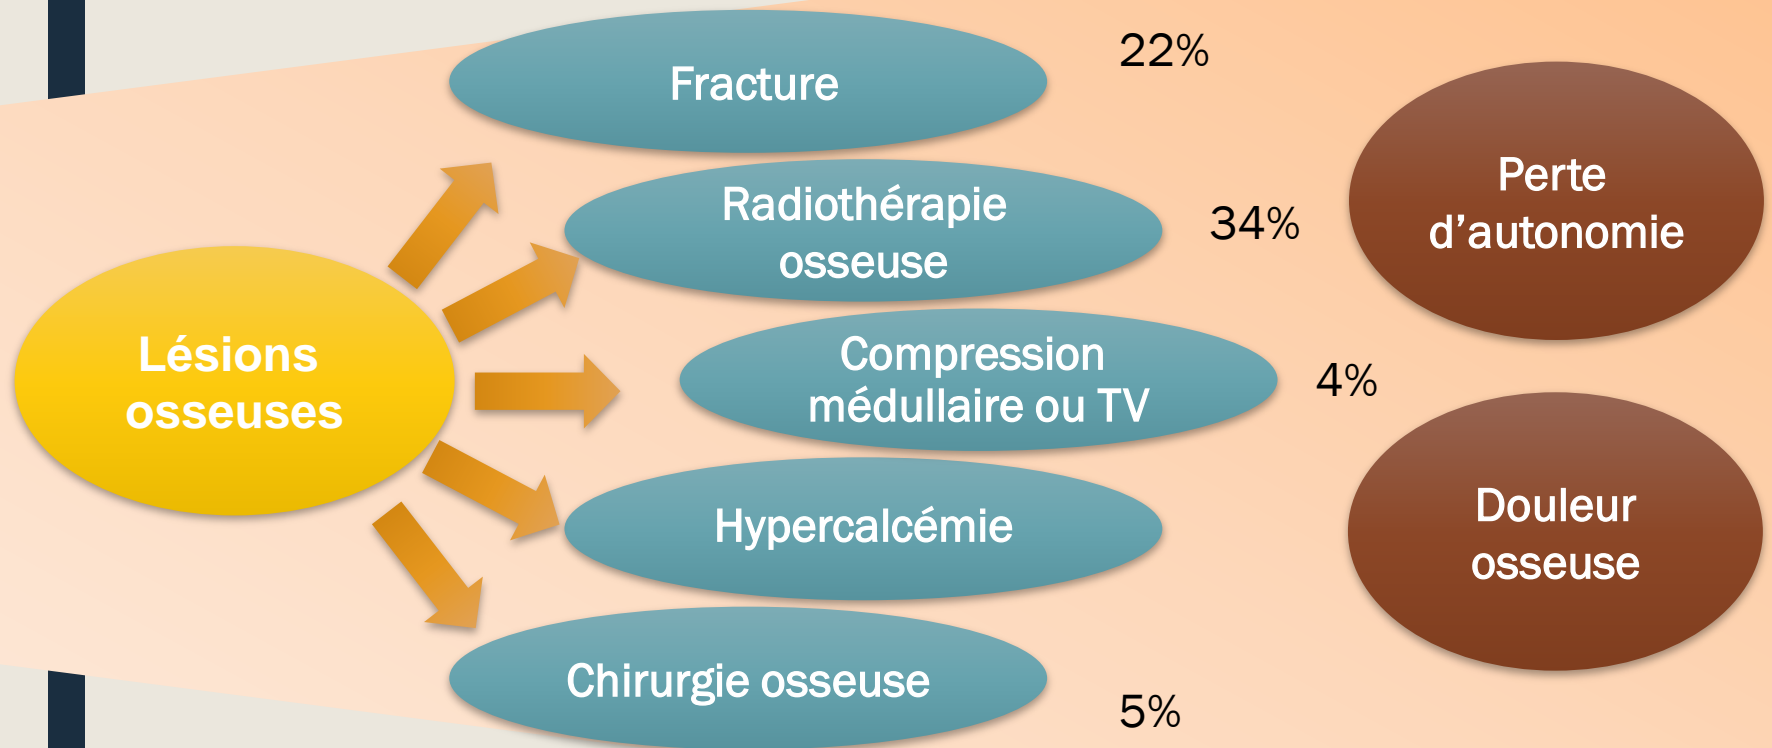 Fracture
22%
Radiothérapie
osseuse
34%
Perte
d’autonomie
Lésions
osseuses
Compression
médullaire ou TV
4%
Hypercalcémie
Douleur
osseuse
Chirurgie osseuse
5%